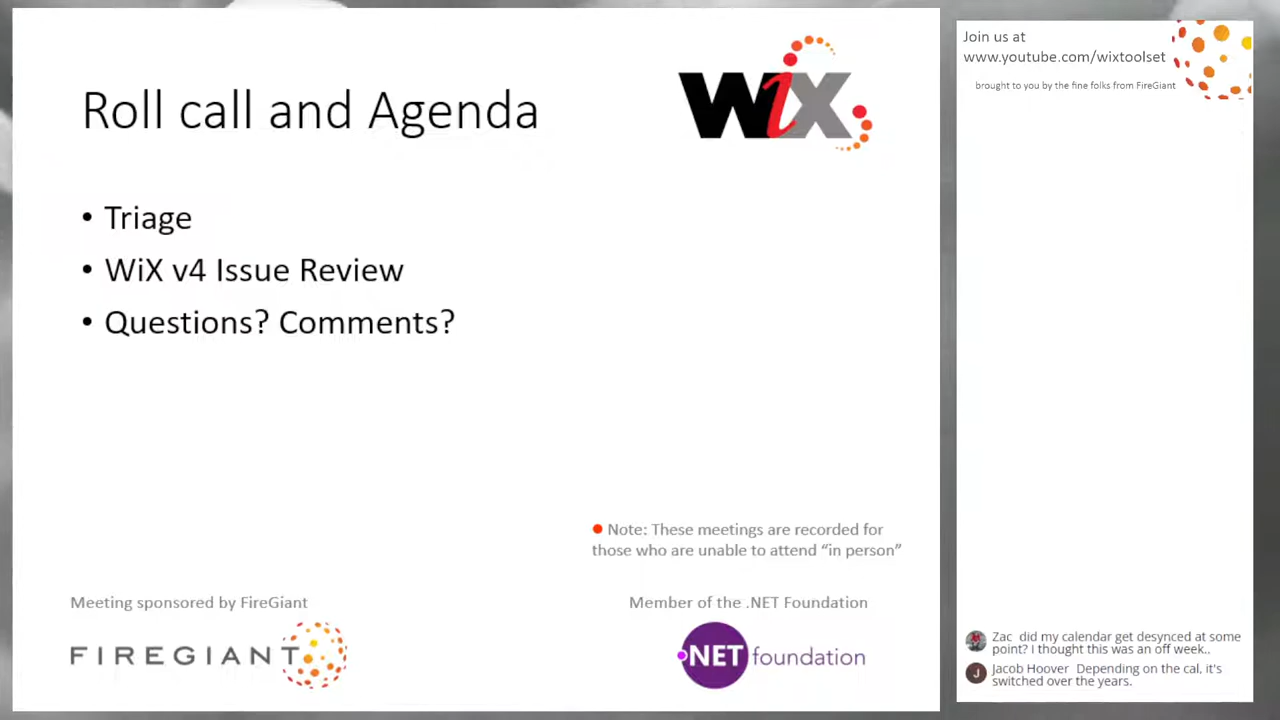 Roll call and Agenda
WiX
• Triage
• WiX v4 Issue Review
• Questions? Comments?
Note: These meetings are recorded for
those who are unable to attend “in person”
Meeting sponsored by FireGiant
FIREGIANT
Member of the .NET Foundation
.NET foundation
Join us at
www.youtube.com/wixtoolset
brought to you by the fine folks from FireGiant
Zac did my calendar get desynced at some
point? I thought this was an off week..
J
Jacob Hoover Depending on the cal, it's
switched over the years.